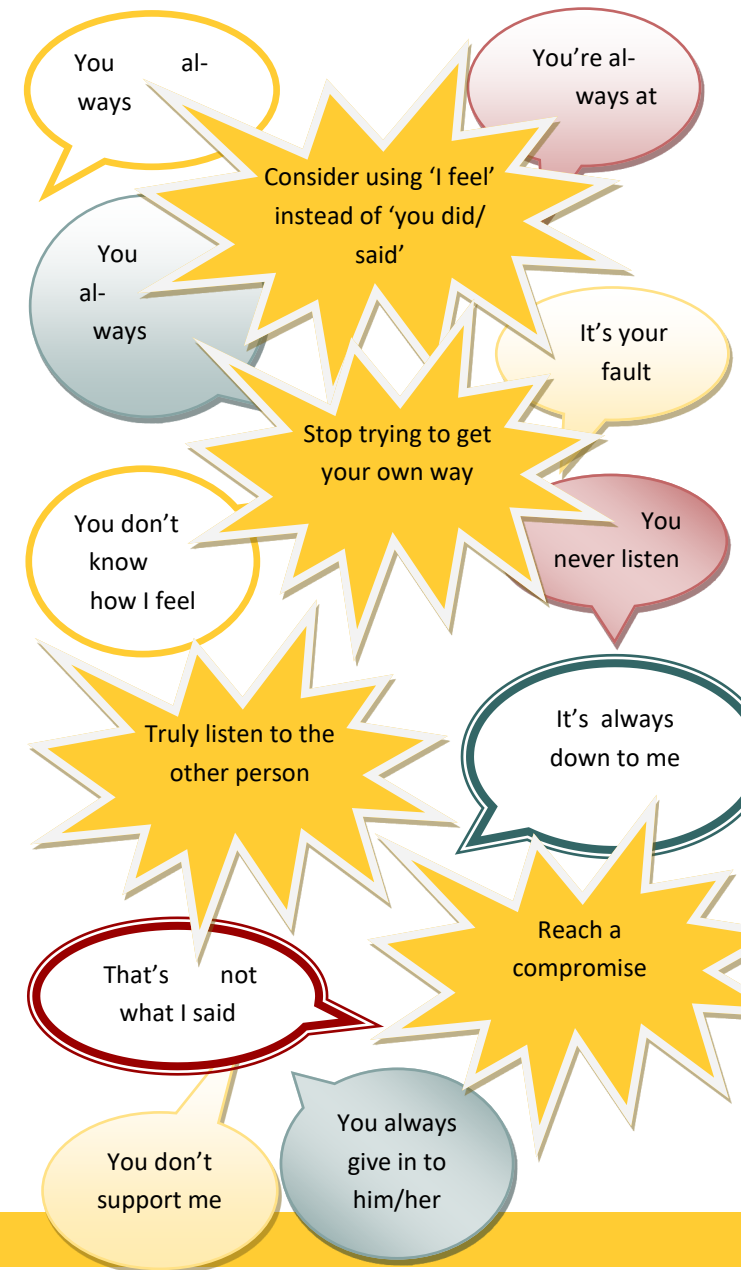 You al-
ways
You're al-
ways at
Consider using ‘I feel’
instead of ‘you did/
said’
You
al-
ways
It's your
fault
Stop trying to get
your own way
You don't
know
how I feel
You
never listen
Truly listen to the
other person
It's always
down to me
Reach a
compromise
That's not
what I said
You don't
support me
You always
give in to
him/her